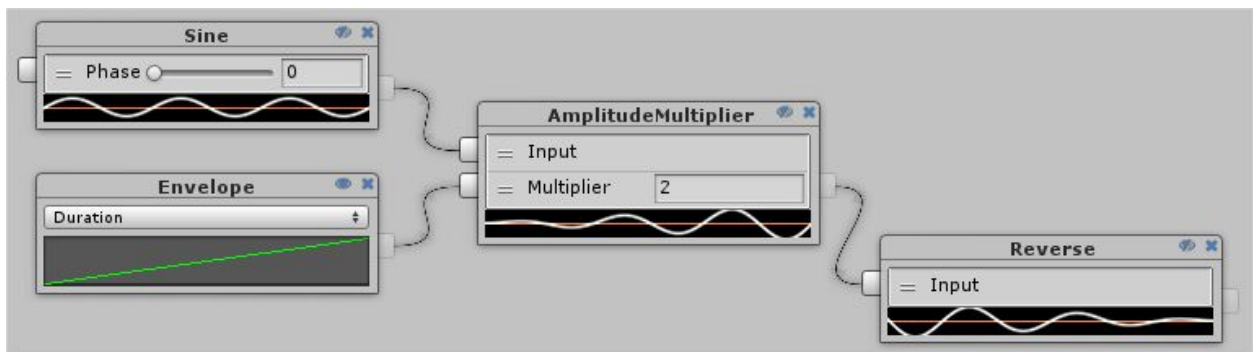 Sine
= Phase 0
Envelope
Duration
AmplitudeMultiplier
= Input
= Multiplier 2
Reverse
= Input